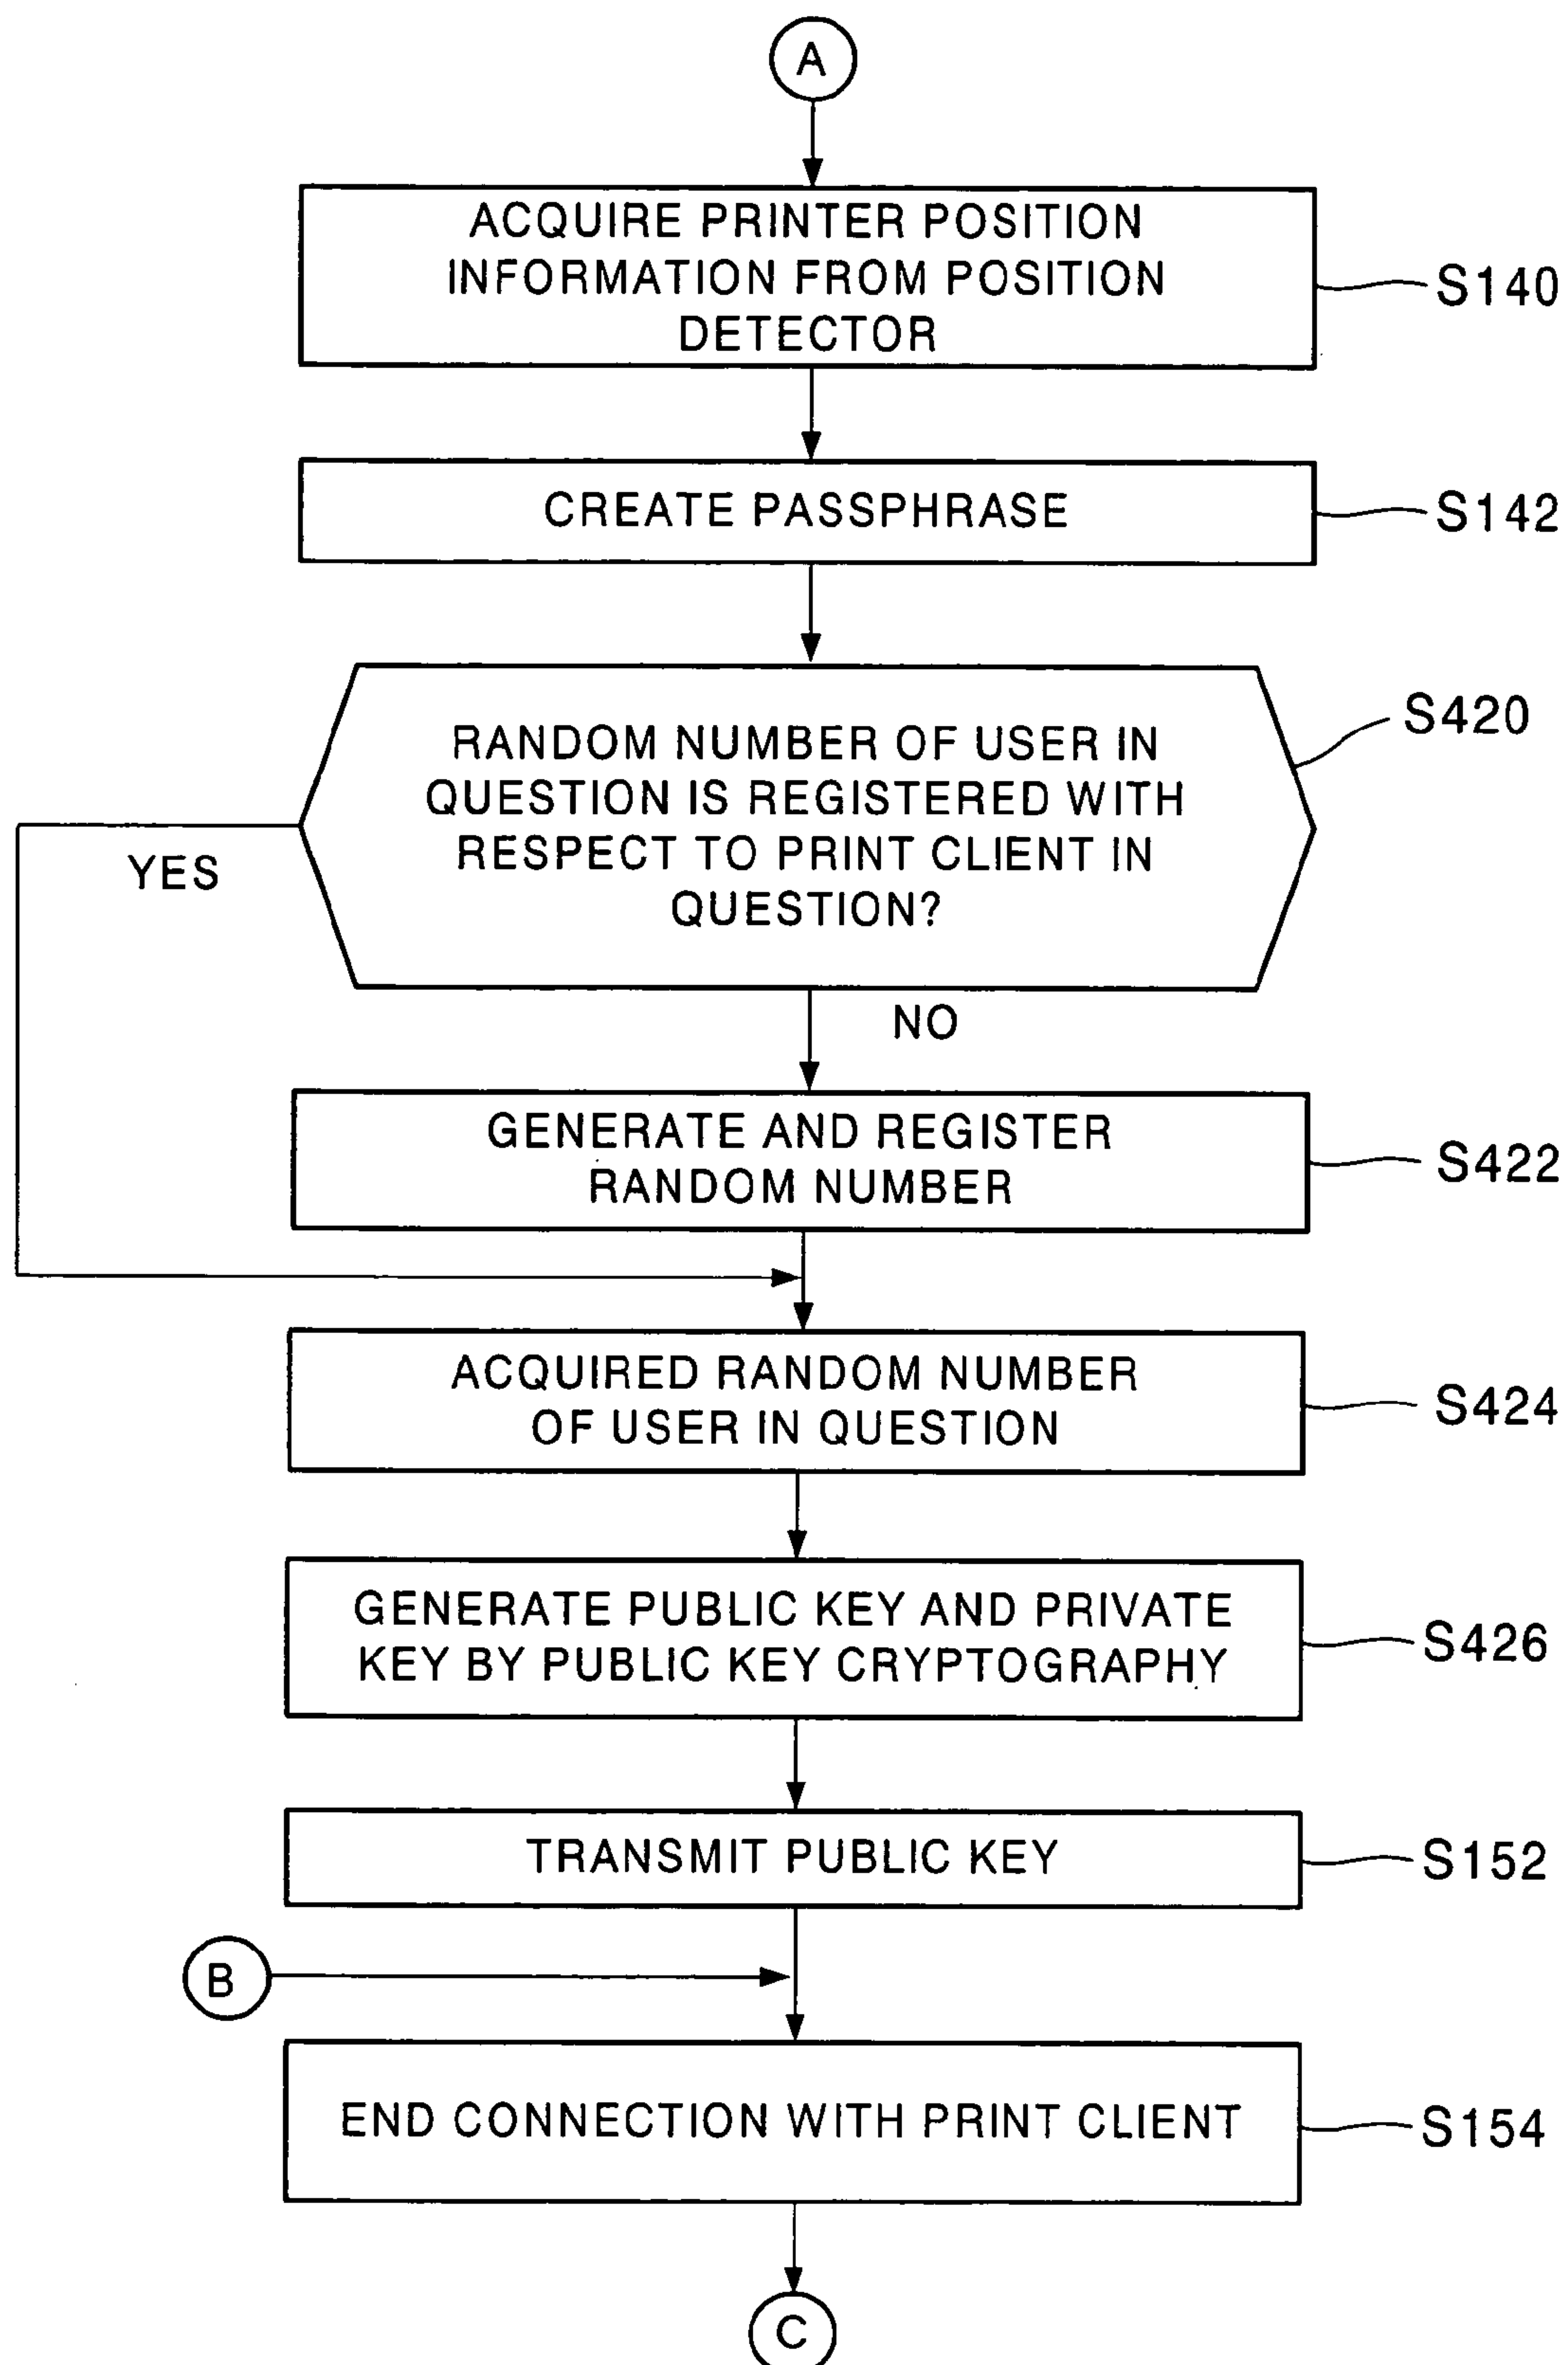 A
ACQUIRE PRINTER POSITION
INFORMATION FROM POSITION
DETECTOR
S140
CREATE PASSPHRASE
S142
S420
RANDOM NUMBER OF USER IN
QUESTION IS REGISTERED WITH
RESPECT TO PRINT CLIENT IN
QUESTION?
YES
NO
GENERATE AND REGISTER
RANDOM NUMBER
S422
ACQUIRED RANDOM NUMBER
OF USER IN QUESTION
S424
GENERATE PUBLIC KEY AND PRIVATE
KEY BY PUBLIC KEY CRYPTOGRAPHY
S426
TRANSMIT PUBLIC KEY
S152
B
END CONNECTION WITH PRINT CLIENT
S154
C